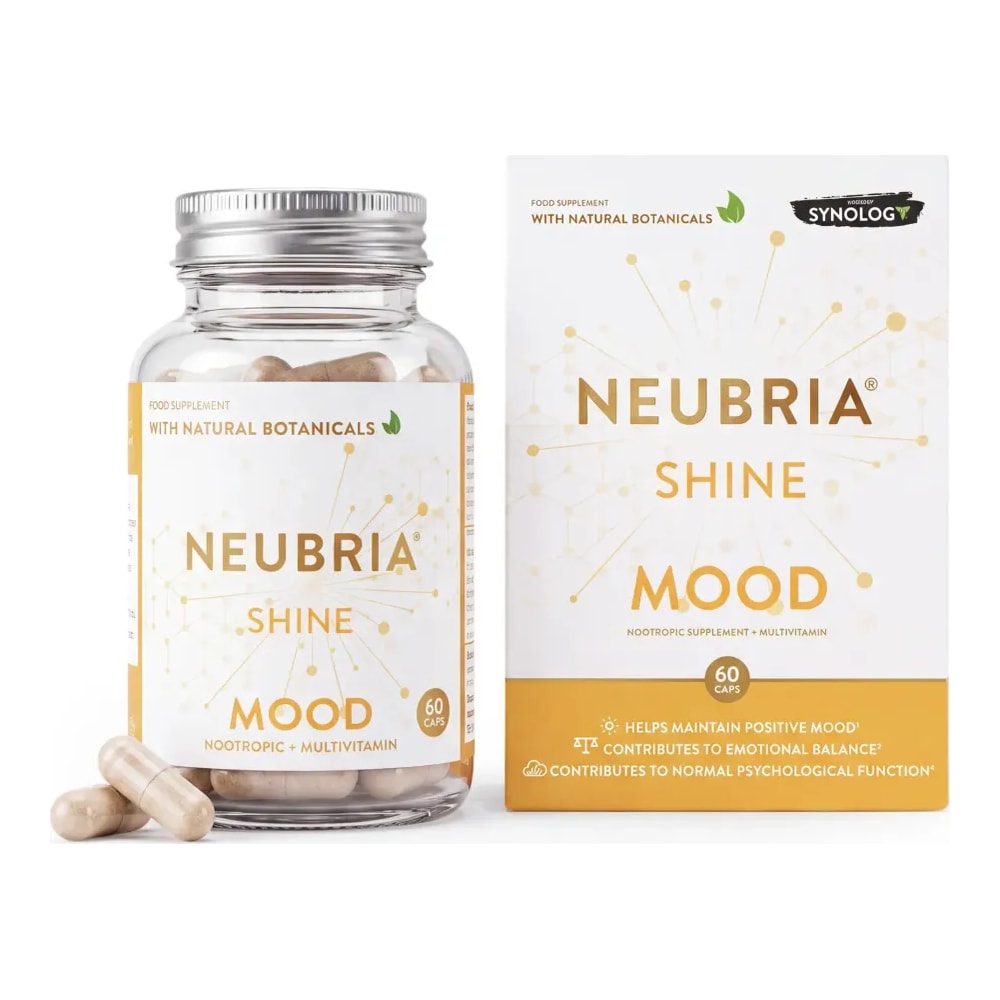 FOOD SUPPLEMENT
WITH NATURAL BOTANICALS
NEUBRIA®
SHINE
MOOD
60
CAPS
NOOTROPIC + MULTIVITAMIN
FOOD SUPPLEMENT
WITH NATURAL BOTANICALS
SYNOLOGY
NEUBRIA®
SHINE
MOOD
NOOTROPIC SUPPLEMENT + MULTIVITAMIN
60
CAPS
HELPS MAINTAIN POSITIVE MOOD¹
CONTRIBUTES TO EMOTIONAL BALANCE²
CONTRIBUTES TO NORMAL PSYCHOLOGICAL FUNCTION⁴